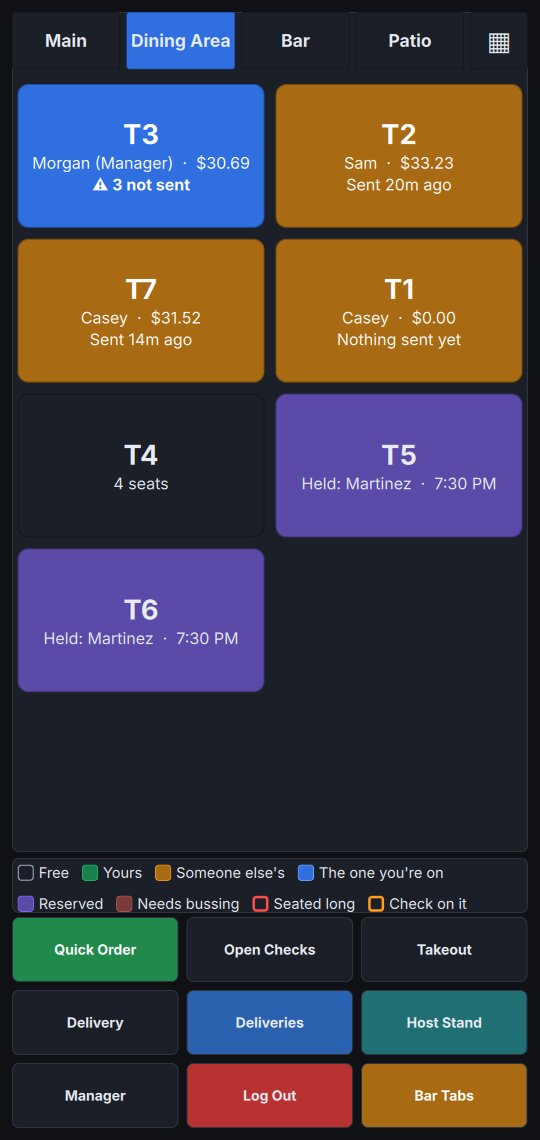 Main
Dining Area
Bar
Patio
T3
Morgan (Manager) · $30.69
⚠ 3 not sent
T2
Sam · $33.23
Sent 20m ago
T7
Casey · $31.52
Sent 14m ago
T1
Casey · $0.00
Nothing sent yet
T4
4 seats
T5
Held: Martinez · 7:30 PM
T6
Held: Martinez · 7:30 PM
Free
Yours
Someone else's
The one you're on
Reserved
Needs bussing
Seated long
Check on it
Quick Order
Open Checks
Takeout
Delivery
Deliveries
Host Stand
Manager
Log Out
Bar Tabs